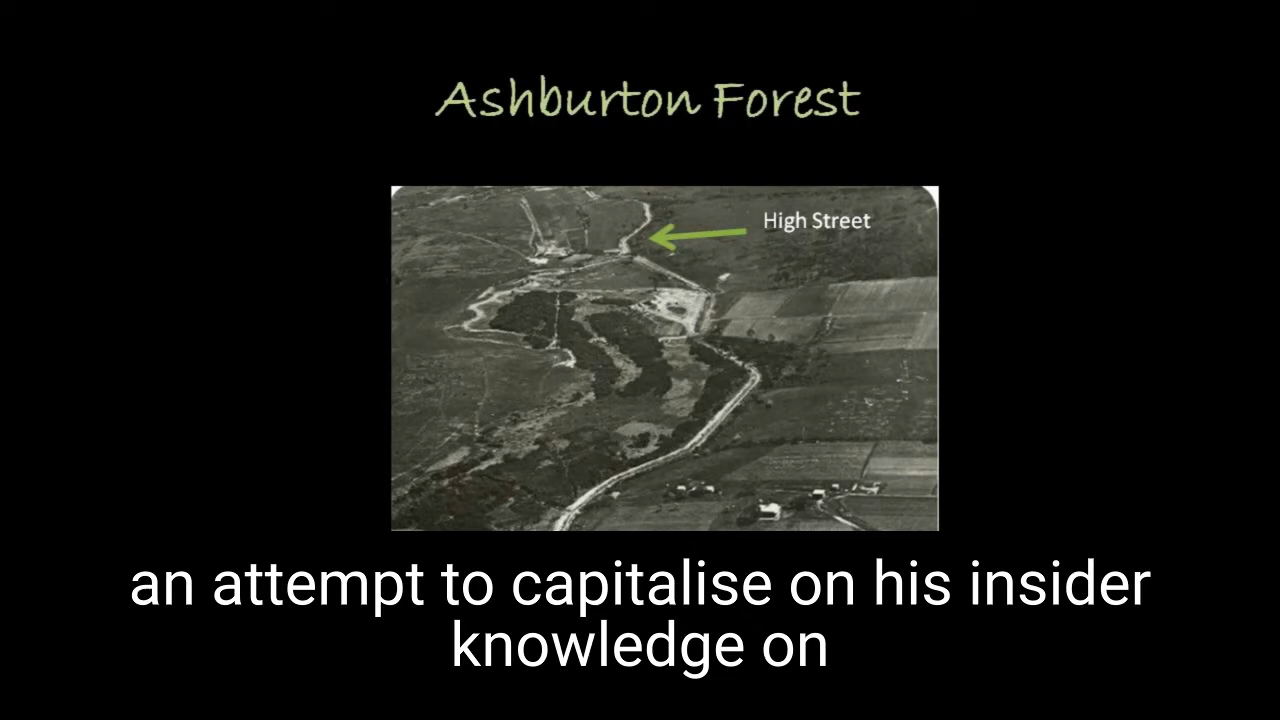 Ashburton Forest
High Street
an attempt to capitalise on his insider
knowledge on